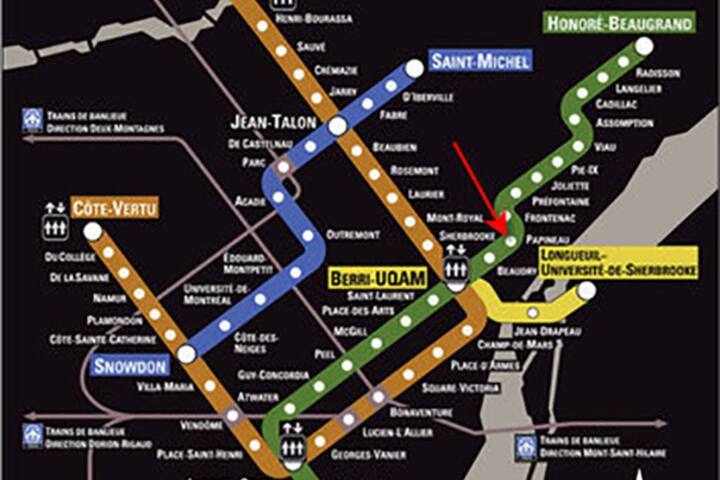 HENRI-BOURASSA
SAUVÉ
CRÉMAZIE
JARRY
SAINT-MICHEL
D'IBERVILLE
FABRE
JEAN-TALON
DE CASTELNAU
PARC
ACADIE
BEAUBIEN
ROSEMONT
LAURIER
MONT-ROYAL
SHERBROOKE
HONORÉ-BEAUGRAND
RADISSON
LANGELIER
CADILLAC
ASSOMPTION
VIAU
PIE-IX
JOLIETTE
PRÉFONTAINE
FRONTENAC
PAPINEAU
BEAUDRY
TRAINS DE BANLIEUE
DIRECTION DEUX-MONTAGNES
CÔTE-VERTU
DU COLLÈGE
DE LA SAVANE
NAMUR
PLAMONDON
CÔTE-SAINTE-CATHERINE
SNOWDON
VILLA-MARIA
VENDÔME
PLACE-SAINT-HENRI
OUTREMONT
ÉDOUARD-
MONTPETIT
UNIVERSITÉ-DE-
MONTRÉAL
CÔTE-DES-
NEIGES
BERRI-UQAM
SAINT-LAURENT
PLACE-DES-ARTS
MCGILL
PEEL
GUY-CONCORDIA
ATWATER
LONGUEUIL-
UNIVERSITÉ-DE-SHERBROOKE
JEAN DRAPEAU
CHAMP-DE-MARS
PLACE-D'ARMES
SQUARE-VICTORIA
BONAVENTURE
LUCIEN-L'ALLIER
GEORGES-VANIER
TRAINS DE BANLIEUE
DIRECTION DORION-RIGAUD
TRAINS DE BANLIEUE
DIRECTION MONT-SAINT-HILAIRE